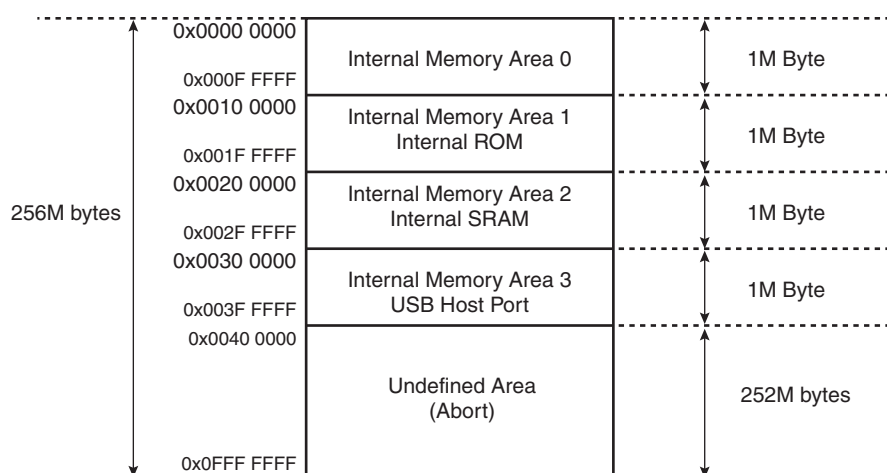 0x0000 0000
Internal Memory Area 0
1M Byte
0x000F FFFF
0x0010 0000
Internal Memory Area 1
Internal ROM
1M Byte
0x001F FFFF
0x0020 0000
256M bytes
Internal Memory Area 2
Internal SRAM
1M Byte
0x002F FFFF
0x0030 0000
Internal Memory Area 3
USB Host Port
1M Byte
0x003F FFFF
0x0040 0000
Undefined Area
(Abort)
252M bytes
0x0FFF FFFF